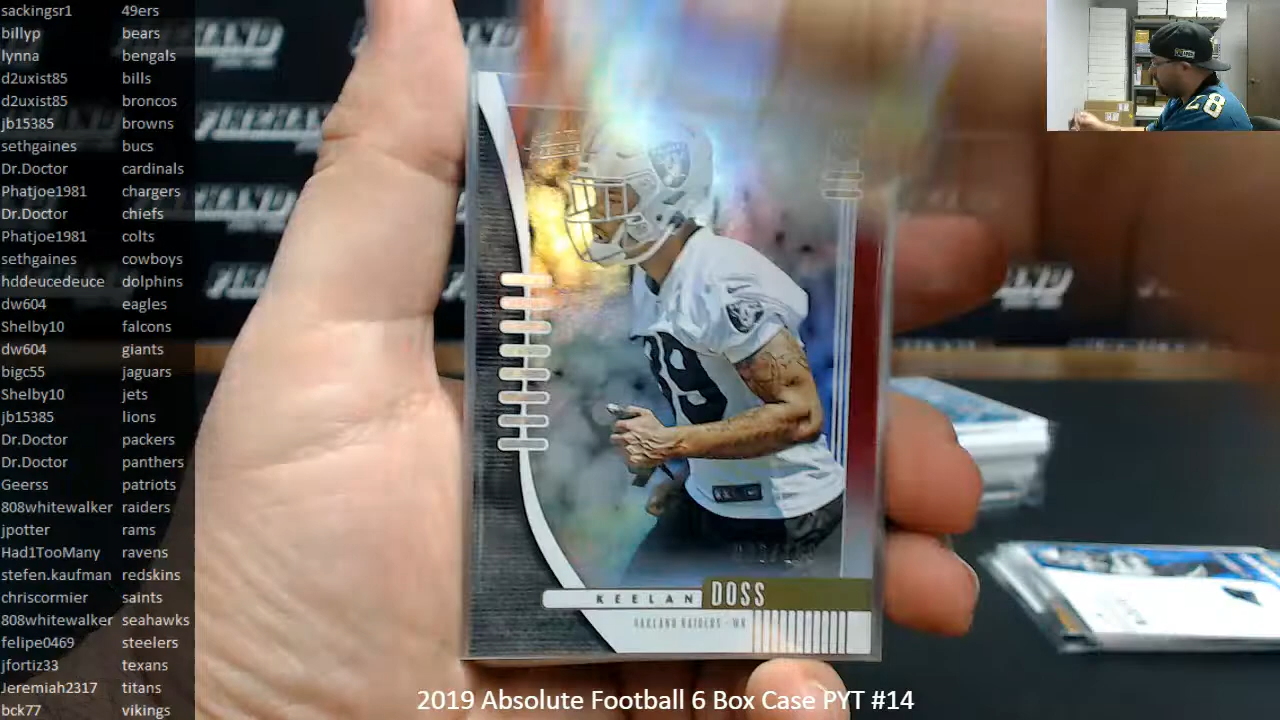 sackingsr1 49ers
billyp bears
lynna bengals
d2uxist85 bills
d2uxist85 broncos
jb15385 browns
sethgaines bucs
Dr.Doctor cardinals
Phatjoe1981 chargers
Dr.Doctor chiefs
Phatjoe1981 colts
sethgaines cowboys
hddeucedeuce dolphins
dw604 eagles
Shelby10 falcons
dw604 giants
bigc55 jaguars
Shelby10 jets
jb15385 lions
Dr.Doctor packers
Dr.Doctor panthers
Geerss patriots
808whitewalker raiders
jpotter rams
Had1TooMany ravens
stefen.kaufman redskins
chriscormier saints
808whitewalker seahawks
felipe0469 steelers
jfortiz33 texans
Jeremiah2317 titans
bck77 vikings
28
89
KEELAN DOSS
OAKLAND RAIDERS - WR
2019 Absolute Football 6 Box Case PYT #14